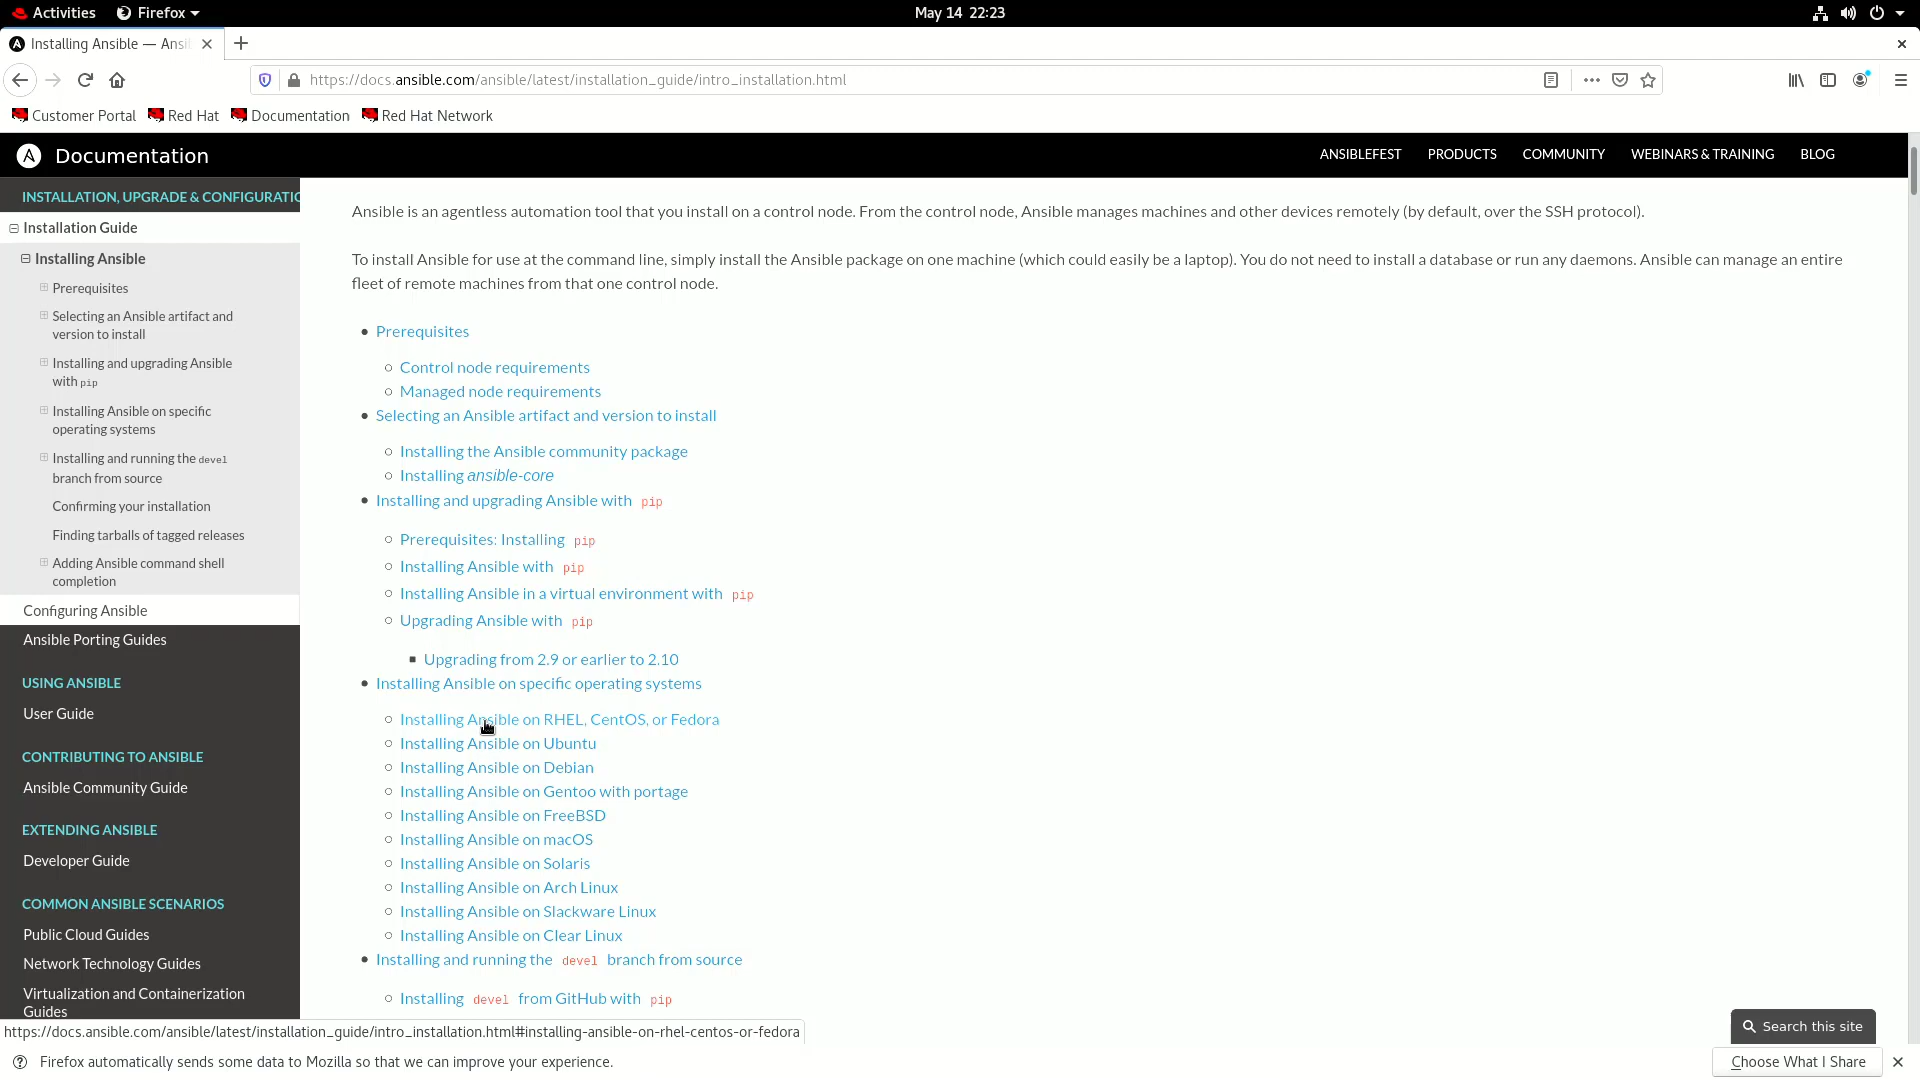 Activities Firefox May 14 22:23
Installing Ansible — Ansi
https://docs.ansible.com/ansible/latest/installation_guide/intro_installation.html
Customer Portal Red Hat Documentation Red Hat Network
A Documentation ANSIBLEFEST PRODUCTS COMMUNITY WEBINARS & TRAINING BLOG
INSTALLATION, UPGRADE & CONFIGURATIO
Installation Guide
Installing Ansible
Prerequisites
Selecting an Ansible artifact and
version to install
Installing and upgrading Ansible
with pip
Installing Ansible on specific
operating systems
Installing and running the devel
branch from source
Confirming your installation
Finding tarballs of tagged releases
Adding Ansible command shell
completion
Configuring Ansible
Ansible Porting Guides
USING ANSIBLE
User Guide
CONTRIBUTING TO ANSIBLE
Ansible Community Guide
EXTENDING ANSIBLE
Developer Guide
COMMON ANSIBLE SCENARIOS
Public Cloud Guides
Network Technology Guides
Virtualization and Containerization
Guides
Ansible is an agentless automation tool that you install on a control node. From the control node, Ansible manages machines and other devices remotely (by default, over the SSH protocol).
To install Ansible for use at the command line, simply install the Ansible package on one machine (which could easily be a laptop). You do not need to install a database or run any daemons. Ansible can manage an entire
fleet of remote machines from that one control node.
Prerequisites
Control node requirements
Managed node requirements
Selecting an Ansible artifact and version to install
Installing the Ansible community package
Installing ansible-core
Installing and upgrading Ansible with pip
Prerequisites: Installing pip
Installing Ansible with pip
Installing Ansible in a virtual environment with pip
Upgrading Ansible with pip
Upgrading from 2.9 or earlier to 2.10
Installing Ansible on specific operating systems
Installing Ansible on RHEL, CentOS, or Fedora
Installing Ansible on Ubuntu
Installing Ansible on Debian
Installing Ansible on Gentoo with portage
Installing Ansible on FreeBSD
Installing Ansible on macOS
Installing Ansible on Solaris
Installing Ansible on Arch Linux
Installing Ansible on Slackware Linux
Installing Ansible on Clear Linux
Installing and running the devel branch from source
Installing devel from GitHub with pip
https://docs.ansible.com/ansible/latest/installation_guide/intro_installation.html#installing-ansible-on-rhel-centos-or-fedora
Search this site
Firefox automatically sends some data to Mozilla so that we can improve your experience.
Choose What I Share